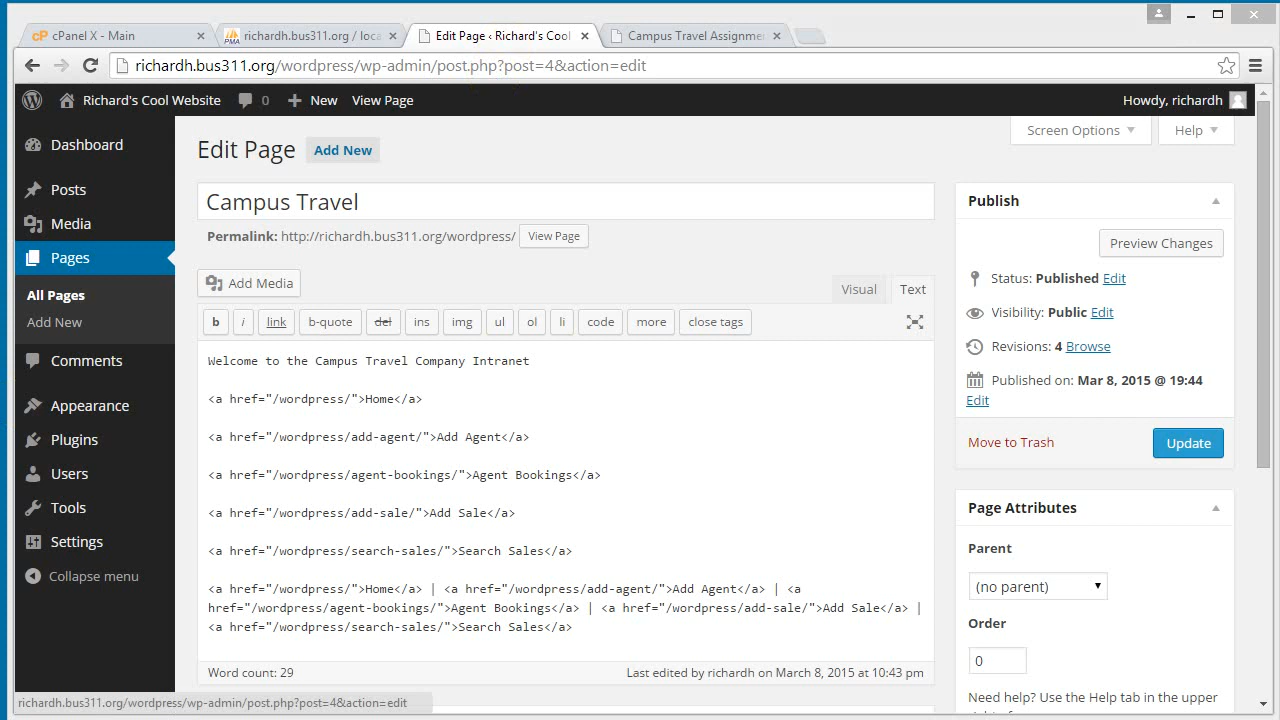 cPanel X - Main
richardh.bus311.org / loca
Edit Page ‹ Richard's Cool
Campus Travel Assignme
richardh.bus311.org/wordpress/wp-admin/post.php?post=4&action=edit
Richard's Cool Website 0 New View Page Howdy, richardh
Screen Options Help
Dashboard
Posts
Media
Pages
All Pages
Add New
Comments
Appearance
Plugins
Users
Tools
Settings
Collapse menu
Edit Page Add New
Campus Travel
Permalink: http://richardh.bus311.org/wordpress/ View Page
Add Media
Visual Text
b i link b-quote del ins img ul ol li code more close tags
Welcome to the Campus Travel Company Intranet
<a href="/wordpress/">Home</a>
<a href="/wordpress/add-agent/">Add Agent</a>
<a href="/wordpress/agent-bookings/">Agent Bookings</a>
<a href="/wordpress/add-sale/">Add Sale</a>
<a href="/wordpress/search-sales/">Search Sales</a>
<a href="/wordpress/">Home</a> | <a href="/wordpress/add-agent/">Add Agent</a> | <a
href="/wordpress/agent-bookings/">Agent Bookings</a> | <a href="/wordpress/add-sale/">Add Sale</a> |
<a href="/wordpress/search-sales/">Search Sales</a>
Word count: 29 Last edited by richardh on March 8, 2015 at 10:43 pm
Publish
Preview Changes
Status: Published Edit
Visibility: Public Edit
Revisions: 4 Browse
Published on: Mar 8, 2015 @ 19:44
Edit
Move to Trash Update
Page Attributes
Parent
(no parent)
Order
0
Need help? Use the Help tab in the upper
richardh.bus311.org/wordpress/wp-admin/post.php?post=4&action=edit